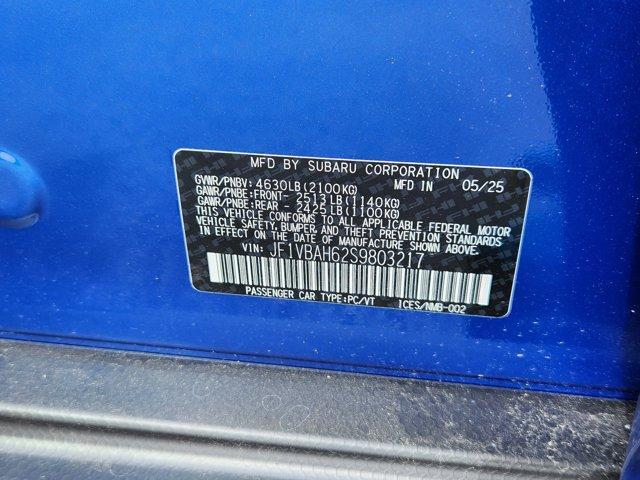 MFD BY SUBARU CORPORATION
GVWR/PNBV: 4630LB(2100KG) MFD IN 05/25
GAWR/PNBE:FRONT- 2513LB(1140KG)
GAWR/PNBE:REAR - 2425LB(1100KG)
THIS VEHICLE CONFORMS TO ALL APPLICABLE FEDERAL MOTOR
VEHICLE SAFETY, BUMPER, AND THEFT PREVENTION STANDARDS
IN EFFECT ON THE DATE OF MANUFACTURE SHOWN ABOVE.
VIN: JF1VBAH62S9803217
PASSENGER CAR TYPE:PC/VT ICES/NMB-002